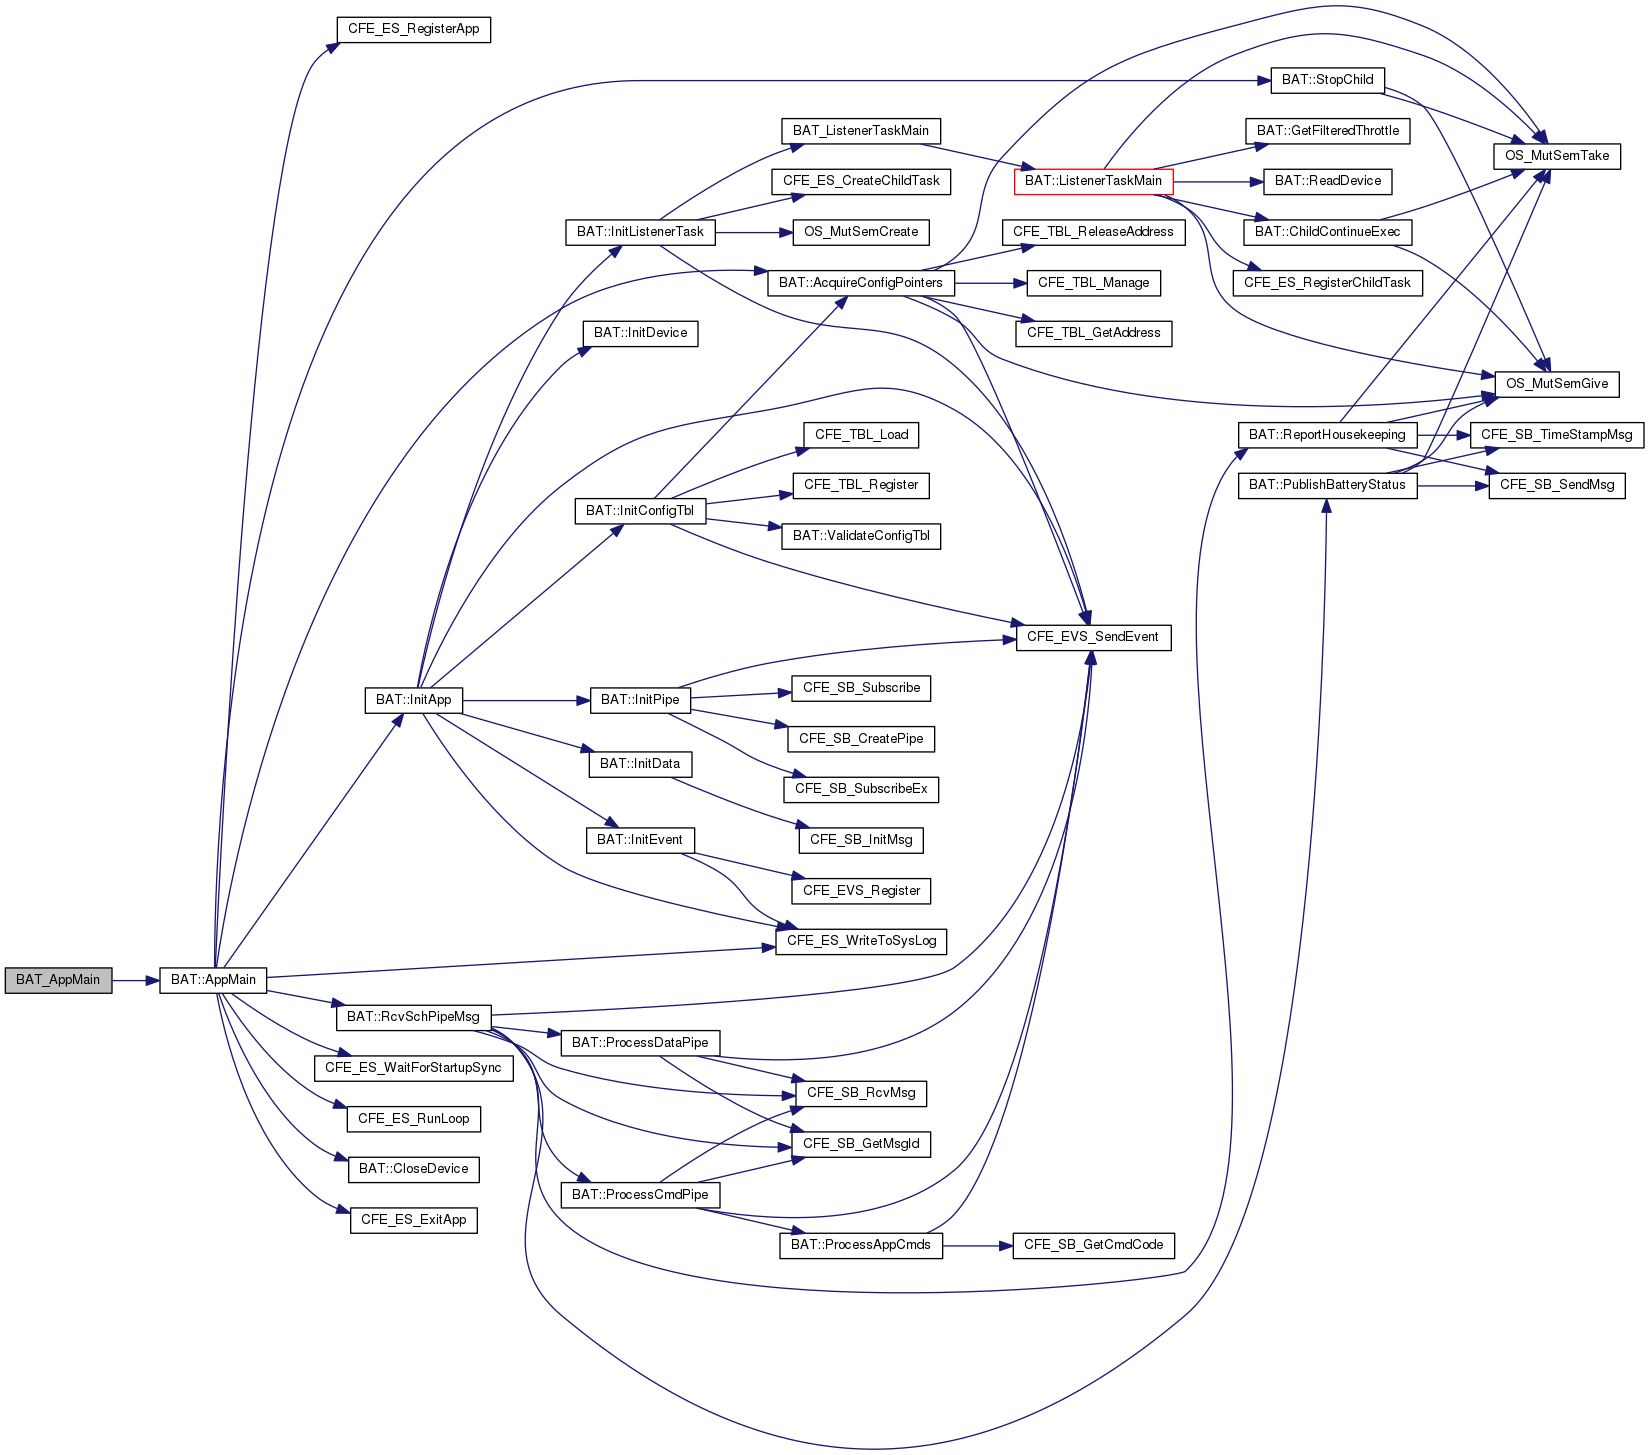 CFE_ES_RegisterApp
BAT::StopChild
BAT_ListenerTaskMain
BAT::GetFilteredThrottle
OS_MutSemTake
CFE_ES_CreateChildTask
BAT::ListenerTaskMain
BAT::ReadDevice
BAT::InitListenerTask
OS_MutSemCreate
CFE_TBL_ReleaseAddress
BAT::ChildContinueExec
BAT::AcquireConfigPointers
CFE_TBL_Manage
CFE_ES_RegisterChildTask
BAT::InitDevice
CFE_TBL_GetAddress
OS_MutSemGive
CFE_TBL_Load
BAT::ReportHousekeeping
CFE_SB_TimeStampMsg
CFE_TBL_Register
BAT::PublishBatteryStatus
CFE_SB_SendMsg
BAT::InitConfigTbl
BAT::ValidateConfigTbl
CFE_EVS_SendEvent
BAT::InitApp
BAT::InitPipe
CFE_SB_Subscribe
CFE_SB_CreatePipe
BAT::InitData
CFE_SB_SubscribeEx
BAT::InitEvent
CFE_SB_InitMsg
CFE_EVS_Register
CFE_ES_WriteToSysLog
BAT_AppMain
BAT::AppMain
BAT::RcvSchPipeMsg
BAT::ProcessDataPipe
CFE_ES_WaitForStartupSync
CFE_SB_RcvMsg
CFE_ES_RunLoop
CFE_SB_GetMsgId
BAT::CloseDevice
BAT::ProcessCmdPipe
CFE_ES_ExitApp
BAT::ProcessAppCmds
CFE_SB_GetCmdCode